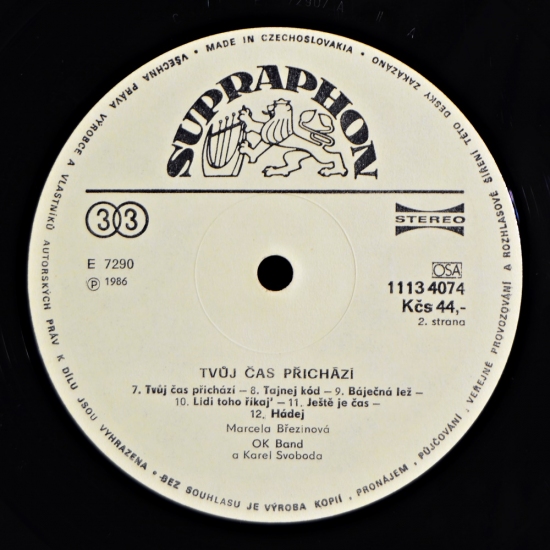 MADE IN CZECHOSLOVAKIA • VŠECHNA PRÁVA VÝROBCE A VLASTNÍKŮ AUTORSKÝCH PRÁV K DÍLU JSOU VYHRAZENA • BEZ SOUHLASU JE VÝROBA KOPIÍ, PRONÁJEM, PŮJČOVÁNÍ, VEŘEJNÉ PROVOZOVÁNÍ A ROZHLASOVÉ ŠÍŘENÍ TÉTO DESKY ZAKÁZÁNO •
SUPRAPHON
33
STEREO
E 7290
OSA
℗ 1986
1113 4074
Kčs 44,-
2. strana
TVŮJ ČAS PŘICHÁZÍ
7. Tvůj čas přichází – 8. Tajnej kód – 9. Báječná lež –
10. Lidi toho říkaj' – 11. Ještě je čas –
12. Hádej
Marcela Březinová
OK Band
a Karel Svoboda